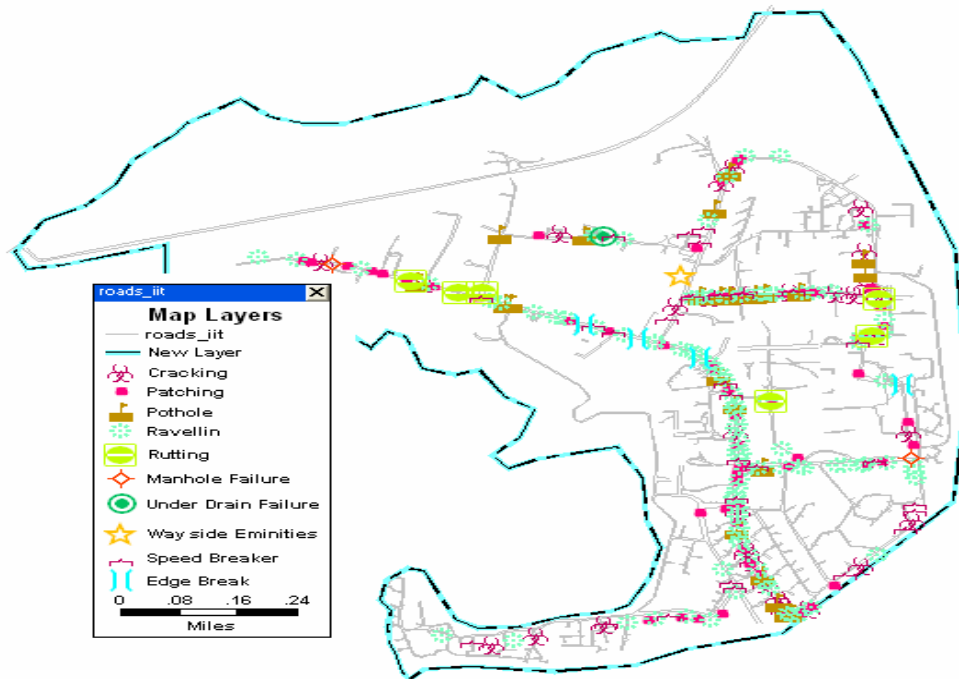 roads_iit
Map Layers
roads_iit
New Layer
Cracking
Patching
Pothole
Ravellin
Rutting
Manhole Failure
Under Drain Failure
Way side Eminities
Speed Breaker
Edge Break
0 .08 .16 .24
Miles